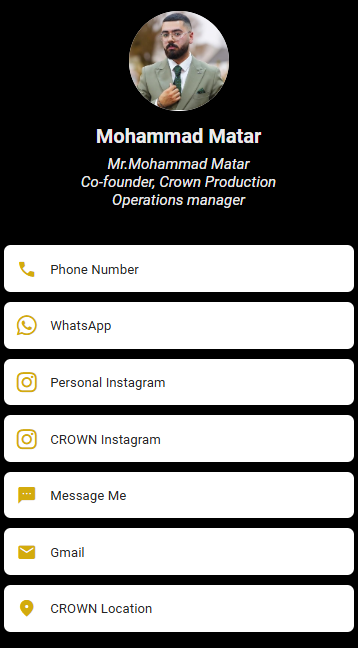 Mohammad Matar
Mr.Mohammad Matar
Co-founder, Crown Production
Operations manager
Phone Number
WhatsApp
Personal Instagram
CROWN Instagram
Message Me
Gmail
CROWN Location